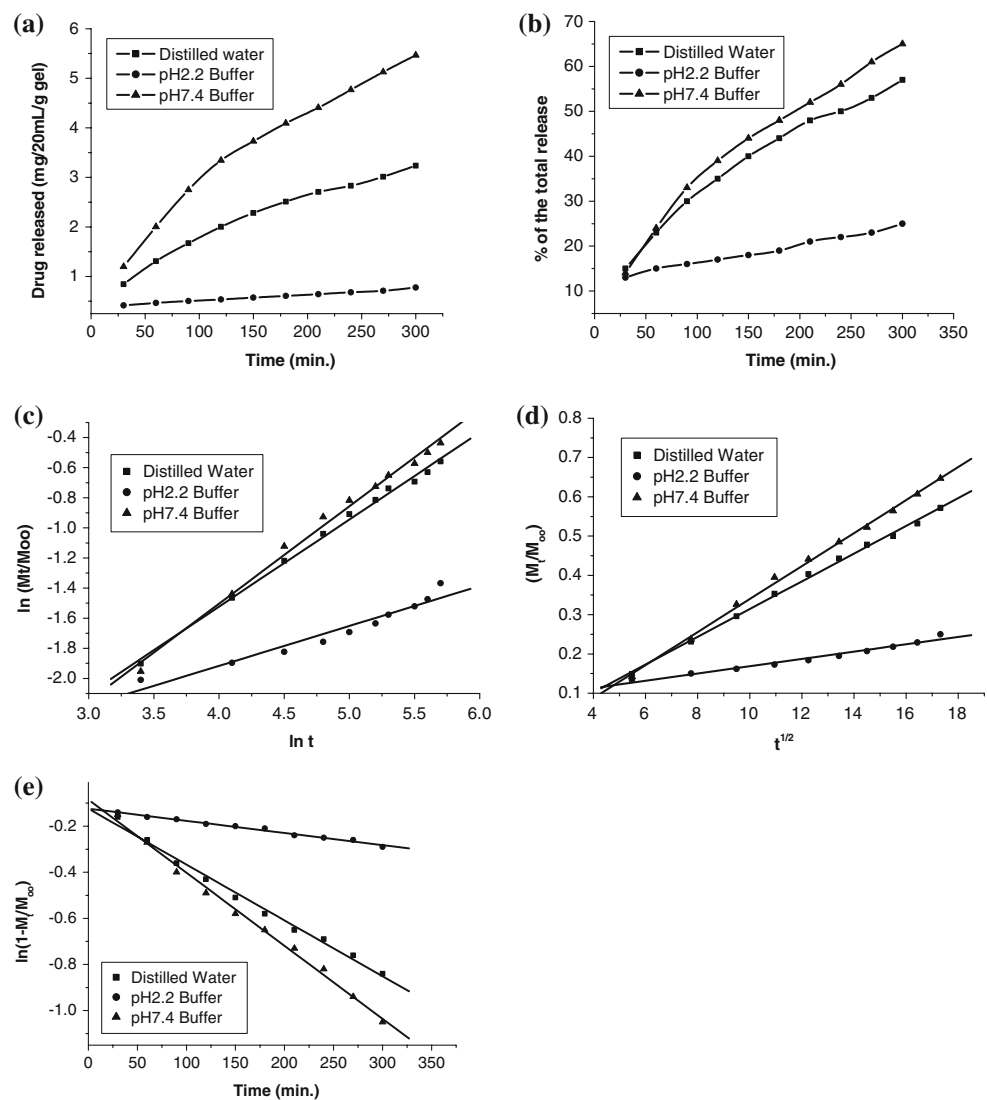 (a)
Distilled water
pH2.2 Buffer
pH7.4 Buffer
6
5
4
3
2
1
0 50 100 150 200 250 300
Drug released (mg/20mL/g gel)
Time (min.)
(b)
Distilled Water
pH2.2 Buffer
pH7.4 Buffer
70
60
50
40
30
20
10
0 50 100 150 200 250 300 350
% of the total release
Time (min.)
(c)
Distilled Water
pH2.2 Buffer
pH7.4 Buffer
-0.4
-0.6
-0.8
-1.0
-1.2
-1.4
-1.6
-1.8
-2.0
3.0 3.5 4.0 4.5 5.0 5.5 6.0
ln (Mt/Moo)
ln t
(d)
Distilled Water
pH2.2 Buffer
pH7.4 Buffer
0.8
0.7
0.6
0.5
0.4
0.3
0.2
0.1
4 6 8 10 12 14 16 18
(Mt/M∞)
t1/2
(e)
Distilled Water
pH2.2 Buffer
pH7.4 Buffer
-0.2
-0.4
-0.6
-0.8
-1.0
0 50 100 150 200 250 300 350
ln(1-Mt/M∞)
Time (min.)